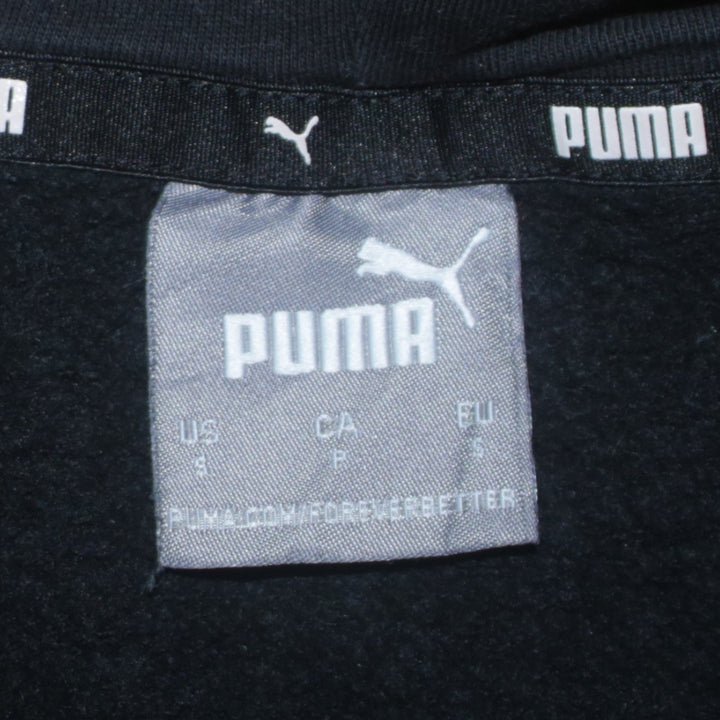 A PUMA
PUMA
US CA EU
S P S
PUMA.COM/FOREVERBETTER